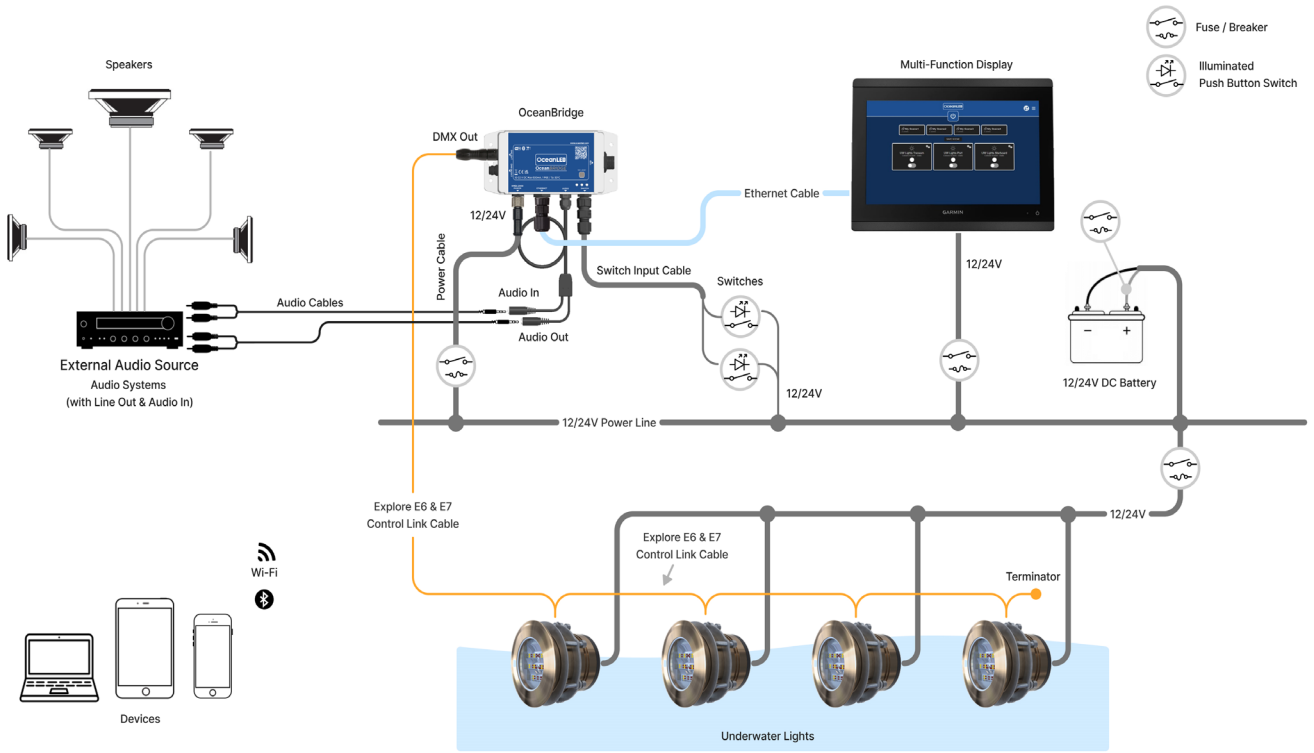 Fuse / Breaker
Illuminated
Push Button Switch
Speakers
Multi-Function Display
OceanBridge
DMX Out
OceanLED
OceanLED
Ethernet Cable
GARMIN
12/24V
Power Cable
Switch Input Cable
Switches
12/24V
Audio In
Audio Cables
Audio Out
External Audio Source
Audio Systems
(with Line Out & Audio In)
12/24V
12/24V DC Battery
12/24V Power Line
Explore E6 & E7
Control Link Cable
12/24V
Explore E6 & E7
Control Link Cable
Terminator
Wi-Fi
Devices
Underwater Lights